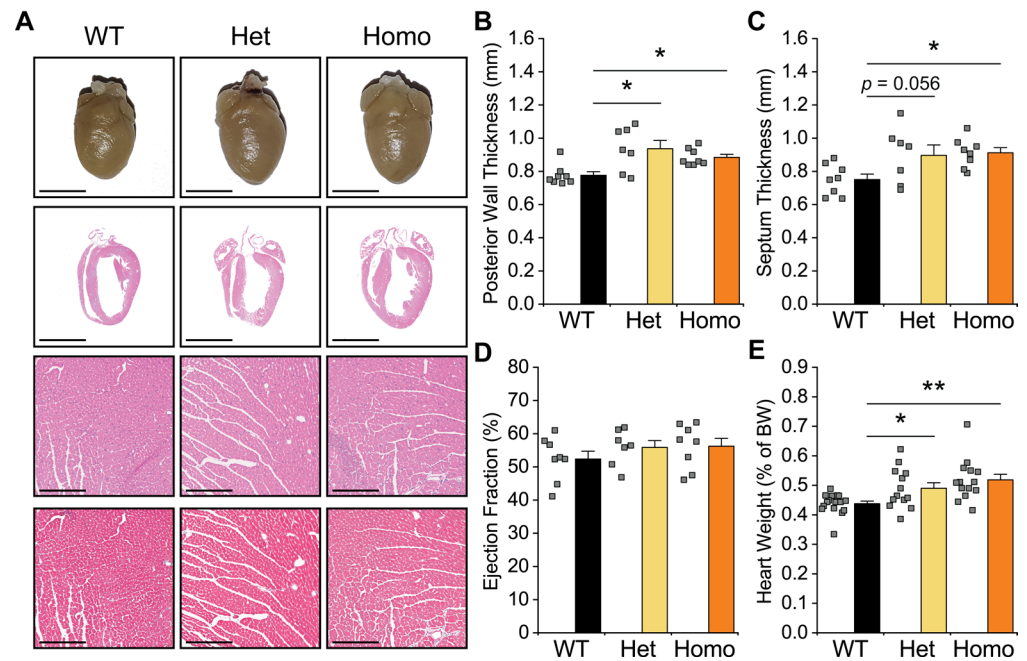 A
WT Het Homo
B
Posterior Wall Thickness (mm)
1.6
1.4
1.2
1.0
0.8
0.6
0.4
0.2
0.0
*
*
WT Het Homo
C
Septum Thickness (mm)
1.6
1.4
1.2
1.0
0.8
0.6
0.4
0.2
0.0
*
p = 0.056
WT Het Homo
D
Ejection Fraction (%)
80
70
60
50
40
30
20
10
0
WT Het Homo
E
Heart Weight (% of BW)
0.9
0.8
0.7
0.6
0.5
0.4
0.3
0.2
0.1
0.0
**
*
WT Het Homo